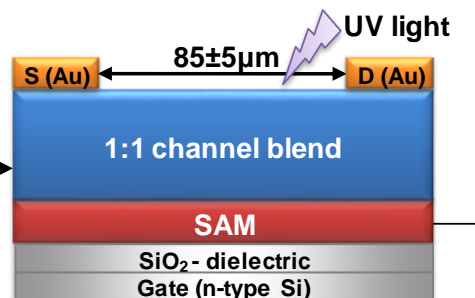 UV light
85±5µm
S (Au)
D (Au)
1:1 channel blend
SAM
SiO₂- dielectric
Gate (n-type Si)